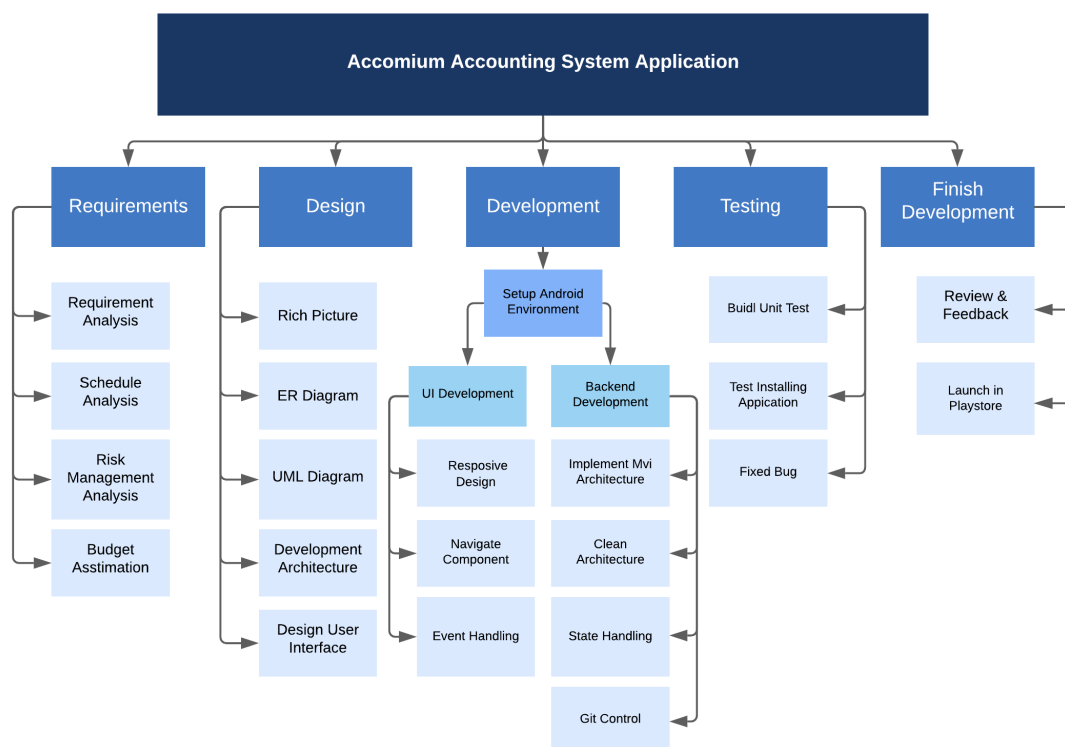 Accomium Accounting System Application
Requirements
Design
Development
Testing
Finish
Development
Requirement
Analysis
Schedule
Analysis
Risk
Management
Analysis
Budget
Asstimation
Rich Picture
ER Diagram
UML Diagram
Development
Architecture
Design User
Interface
Setup Android
Environment
UI Development
Resposive
Design
Navigate
Component
Event Handling
Backend
Development
Implement Mvi
Architecture
Clean
Architecture
State Handling
Git Control
Buidl Unit Test
Test Installing
Appication
Fixed Bug
Review &
Feedback
Launch in
Playstore